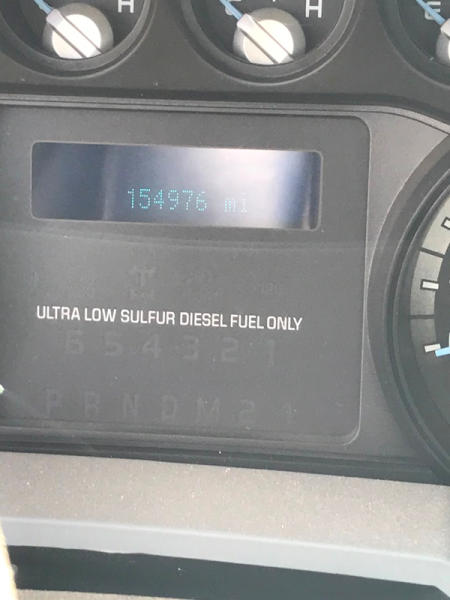 H
H
E
154976 mi
ULTRA LOW SULFUR DIESEL FUEL ONLY
6 5 4 3 2 1
P R N D M 2 1